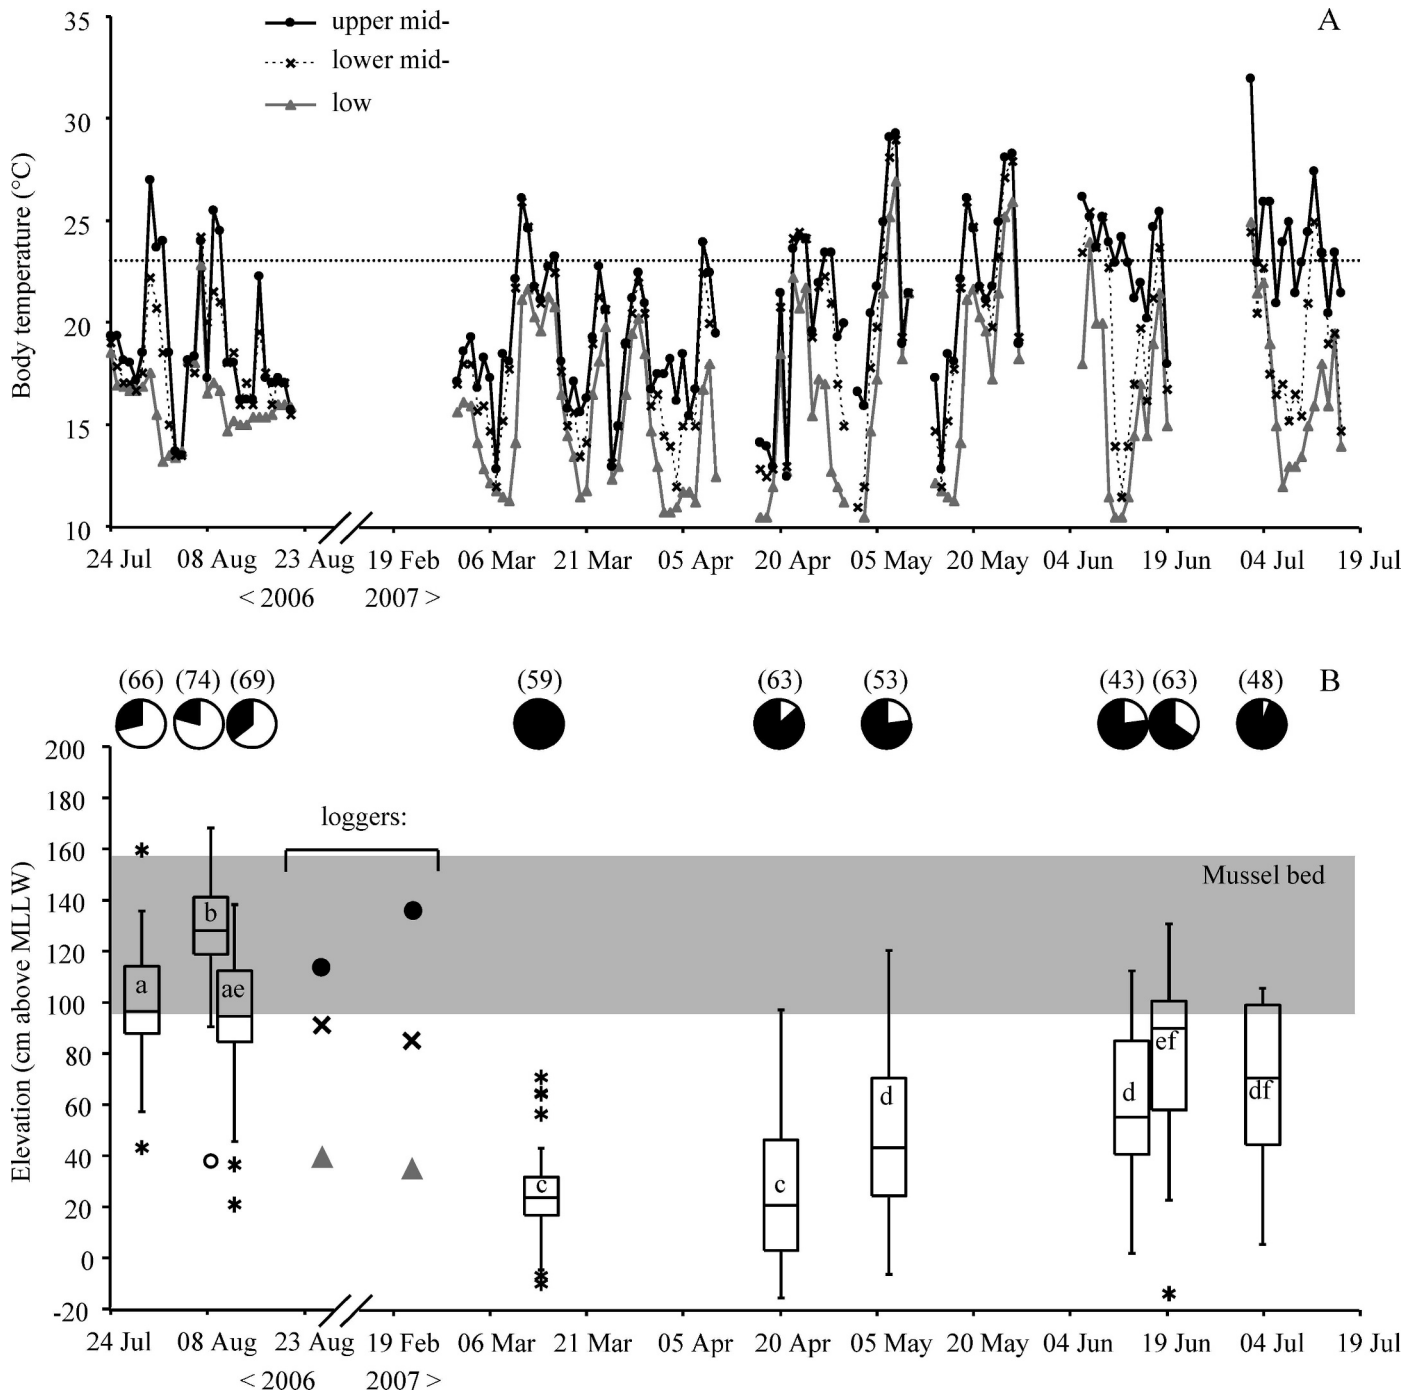 35
A
upper mid-
lower mid-
low
30
25
20
15
10
Body temperature (°C)
24 Jul 08 Aug 23 Aug 19 Feb 06 Mar 21 Mar 05 Apr 20 Apr 05 May 20 May 04 Jun 19 Jun 04 Jul 19 Jul
< 2006 2007 >
(66) (74) (69) (59) (63) (53) (43) (63) (48) B
200
180
loggers:
160
Mussel bed
140
b
120
a ae
100
80
ef
d d df
60
40
c c
20
0
-20
Elevation (cm above MLLW)
24 Jul 08 Aug 23 Aug 19 Feb 06 Mar 21 Mar 05 Apr 20 Apr 05 May 20 May 04 Jun 19 Jun 04 Jul 19 Jul
< 2006 2007 >